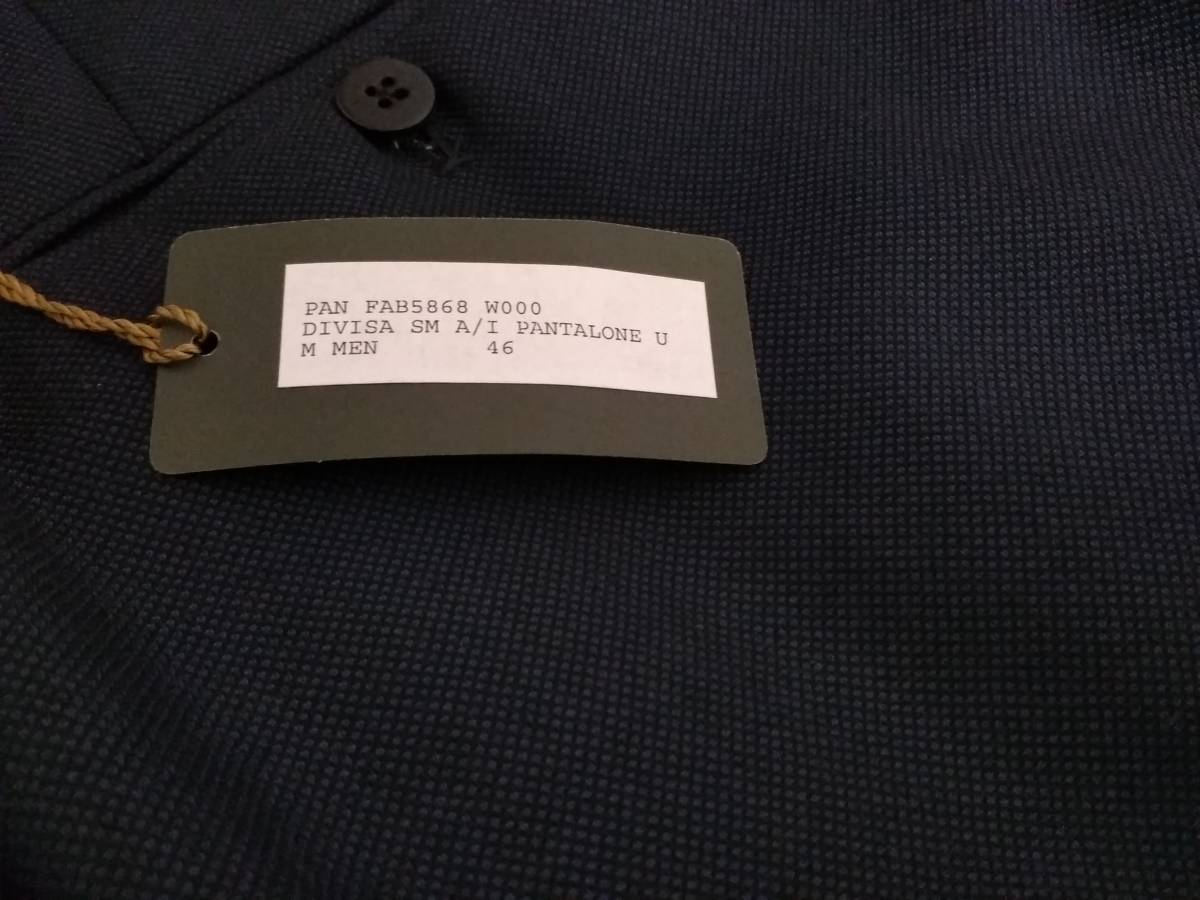 PAN FAB5868 W000
DIVISA SM A/I PANTALONE U
M MEN 46